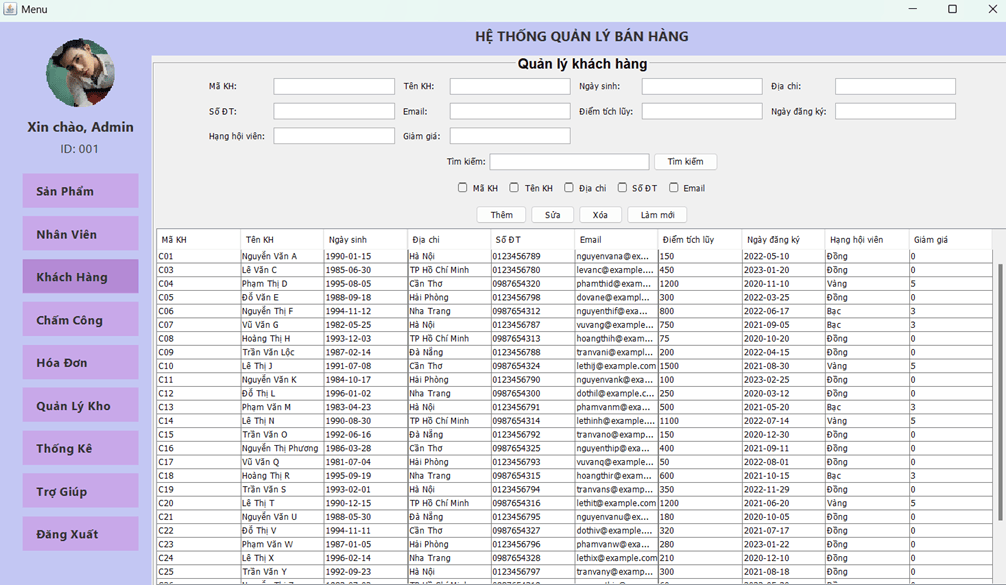 Menu
HỆ THỐNG QUẢN LÝ BÁN HÀNG
Xin chào, Admin
ID: 001
Sản Phẩm
Nhân Viên
Khách Hàng
Chấm Công
Hóa Đơn
Quản Lý Kho
Thống Kê
Trợ Giúp
Đăng Xuất
Quản lý khách hàng
Mã KH: Tên KH: Ngày sinh: Địa chỉ:
Số ĐT: Email: Điểm tích lũy: Ngày đăng ký:
Hạng hội viên: Giảm giá:
Tìm kiếm: Tìm kiếm
Mã KH Tên KH Địa chỉ Số ĐT Email
Thêm Sửa Xóa Làm mới
Mã KH Tên KH Ngày sinh Địa chỉ Số ĐT Email Điểm tích lũy Ngày đăng ký Hạng hội viên Giảm giá
C01 Nguyễn Văn A 1990-01-15 Hà Nội 0123456789 nguyenvana@ex... 150 2022-05-10 Đồng 0
C03 Lê Văn C 1985-06-30 TP Hồ Chí Minh 0123456780 levanc@example.... 450 2023-01-20 Đồng 0
C04 Phạm Thị D 1995-08-05 Cần Thơ 0987654320 phamthid@exam... 1200 2020-11-10 Vàng 5
C05 Đỗ Văn E 1988-09-18 Hải Phòng 0123456798 dovane@exampl... 300 2022-03-25 Đồng 0
C06 Nguyễn Thị F 1994-11-12 Nha Trang 0987654312 nguyenthif@exa... 800 2022-06-17 Bạc 3
C07 Vũ Văn G 1982-05-25 Hà Nội 0123456787 vuvang@example... 750 2021-09-05 Bạc 3
C08 Hoàng Thị H 1993-12-03 TP Hồ Chí Minh 0987654313 hoangthih@exam... 75 2020-10-20 Đồng 0
C09 Trần Văn Lộc 1987-02-14 Đà Nẵng 0123456788 tranvani@exampl... 200 2022-04-15 Đồng 0
C10 Lê Thị J 1991-07-08 Cần Thơ 0987654324 lethij@example.com 1500 2021-08-30 Vàng 5
C11 Nguyễn Văn K 1984-10-17 Hải Phòng 0123456790 nguyenvank@exa... 100 2023-02-25 Đồng 0
C12 Đỗ Thị L 1996-01-02 Nha Trang 0987654300 dothil@example.c... 250 2020-03-12 Đồng 0
C13 Phạm Văn M 1983-04-23 Hà Nội 0123456791 phamvanm@exa... 500 2021-05-20 Bạc 3
C14 Lê Thị N 1990-08-30 TP Hồ Chí Minh 0987654314 lethinh@example... 1100 2022-07-14 Vàng 5
C15 Trần Văn O 1992-06-16 Đà Nẵng 0123456792 tranvano@examp... 150 2020-12-30 Đồng 0
C16 Nguyễn Thị Phương 1986-03-28 Cần Thơ 0987654325 nguyenthip@exa... 400 2021-09-11 Đồng 0
C17 Vũ Văn Q 1981-07-04 Hải Phòng 0123456793 vuvanq@example... 50 2022-08-01 Đồng 0
C18 Hoàng Thị R 1995-09-19 Nha Trang 0987654315 hoangthir@exam... 600 2021-10-15 Bạc 3
C19 Trần Văn S 1993-02-01 Hà Nội 0123456794 tranvans@examp... 350 2022-11-29 Đồng 0
C20 Lê Thị T 1990-12-15 TP Hồ Chí Minh 0987654316 lethit@example.com 1200 2021-06-20 Vàng 5
C21 Nguyễn Văn U 1988-05-30 Đà Nẵng 0123456795 nguyenvanu@ex... 180 2020-10-05 Đồng 0
C22 Đỗ Thị V 1994-11-11 Cần Thơ 0987654327 dothiv@example... 320 2021-07-17 Đồng 0
C23 Phạm Văn W 1987-01-05 Hải Phòng 0123456796 phamvanw@exa... 280 2023-01-22 Đồng 0
C24 Lê Thị X 1996-02-14 Nha Trang 0987654328 lethix@example.com 210 2020-12-10 Đồng 0
C25 Trần Văn Y 1992-09-23 Hà Nội 0123456797 tranvany@examp... 300 2021-08-18 Đồng 0